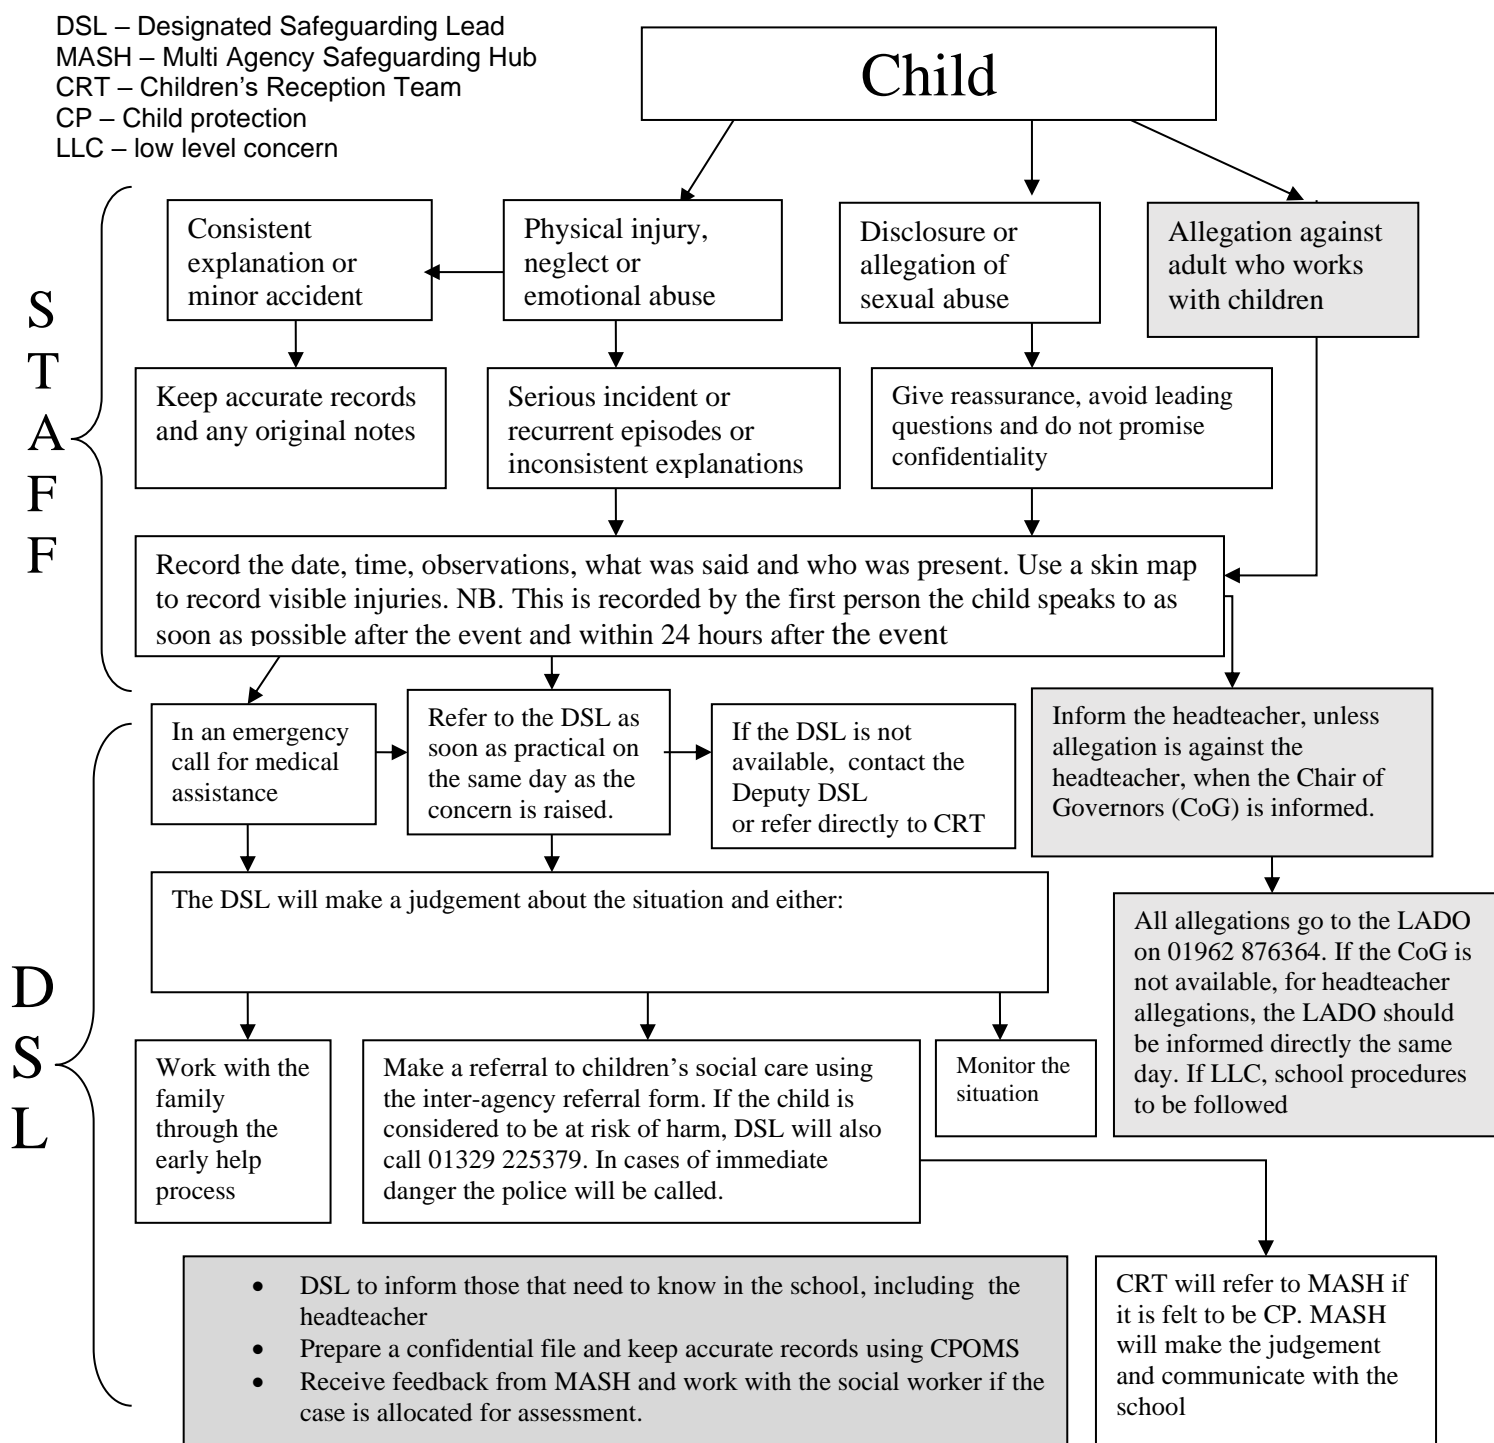 DSL – Designated Safeguarding Lead
MASH – Multi Agency Safeguarding Hub
CRT – Children's Reception Team
CP – Child protection
LLC – low level concern
Child
STAFF
Consistent
explanation or
minor accident
Physical injury,
neglect or
emotional abuse
Disclosure or
allegation of
sexual abuse
Allegation against
adult who works
with children
Keep accurate records
and any original notes
Serious incident or
recurrent episodes or
inconsistent explanations
Give reassurance, avoid leading
questions and do not promise
confidentiality
Record the date, time, observations, what was said and who was present. Use a skin map
to record visible injuries. NB. This is recorded by the first person the child speaks to as
soon as possible after the event and within 24 hours after the event
DSL
In an emergency
call for medical
assistance
Refer to the DSL as
soon as practical on
the same day as the
concern is raised.
If the DSL is not
available,  contact the
Deputy DSL
or refer directly to CRT
Inform the headteacher, unless
allegation is against the
headteacher, when the Chair of
Governors (CoG) is informed.
The DSL will make a judgement about the situation and either:
All allegations go to the LADO
on 01962 876364. If the CoG is
not available, for headteacher
allegations, the LADO should
be informed directly the same
day. If LLC, school procedures
to be followed
Work with the
family
through the
early help
process
Make a referral to children's social care using
the inter-agency referral form. If the child is
considered to be at risk of harm, DSL will also
call 01329 225379. In cases of immediate
danger the police will be called.
Monitor the
situation
• DSL to inform those that need to know in the school, including  the
headteacher
• Prepare a confidential file and keep accurate records using CPOMS
• Receive feedback from MASH and work with the social worker if the
case is allocated for assessment.
CRT will refer to MASH if
it is felt to be CP. MASH
will make the judgement
and communicate with the
school